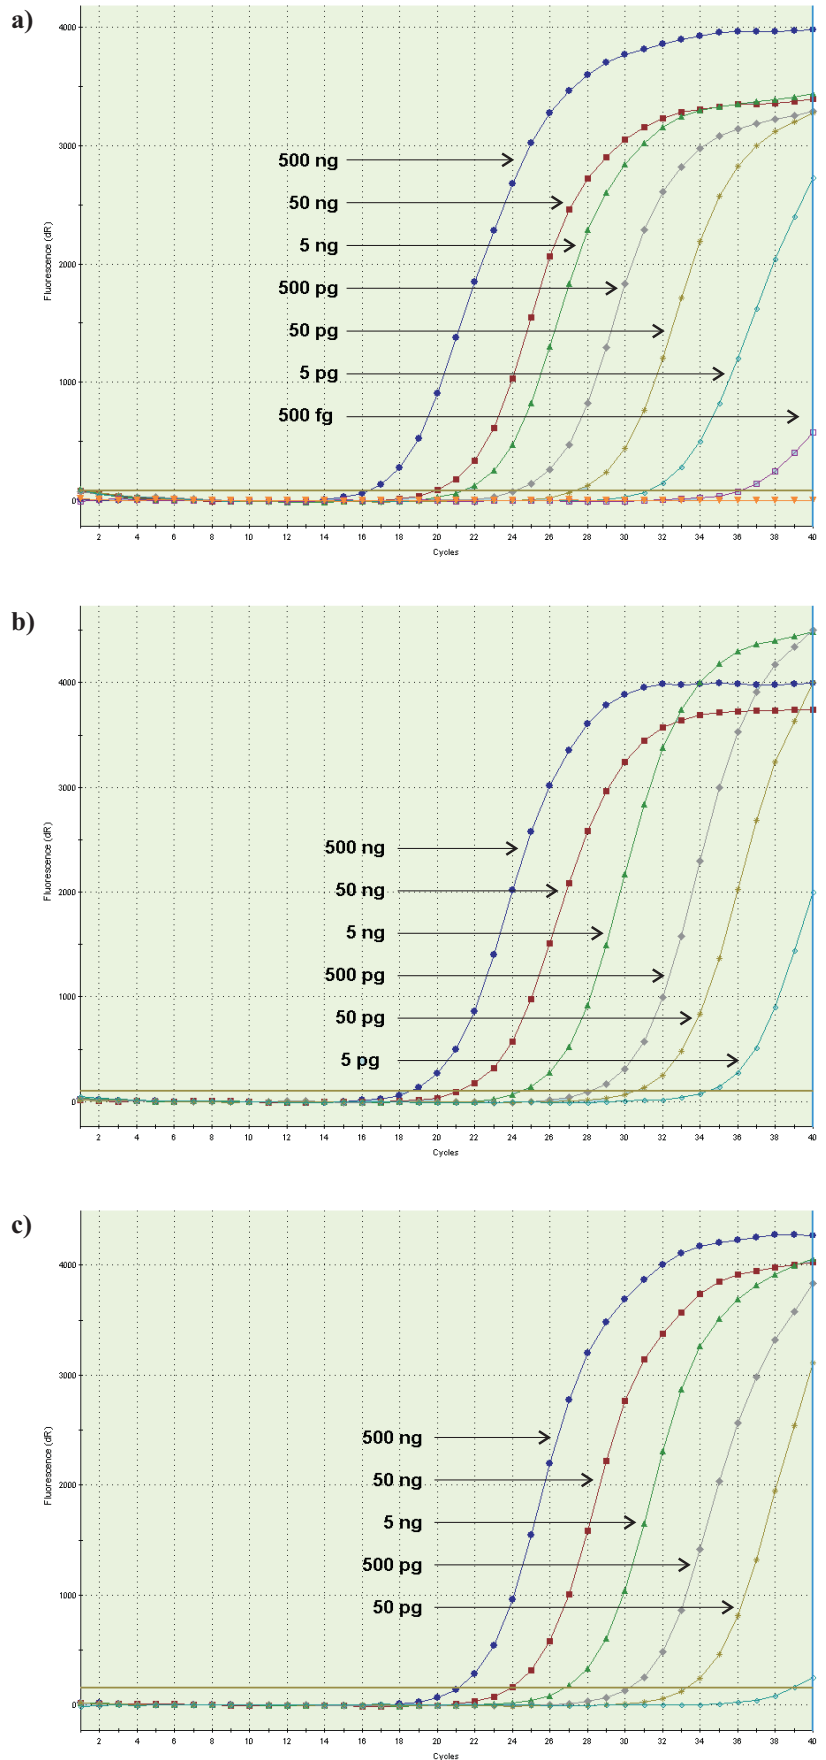 a)
4000
3000
2000
1000
0
Fluorescence (dR)
500 ng
50 ng
5 ng
500 pg
50 pg
5 pg
500 fg
2 4 6 8 10 12 14 16 18 20 22 24 26 28 30 32 34 36 38 40
Cycles
b)
4000
3000
2000
1000
0
Fluorescence (dR)
500 ng
50 ng
5 ng
500 pg
50 pg
5 pg
2 4 6 8 10 12 14 16 18 20 22 24 26 28 30 32 34 36 38 40
Cycles
c)
4000
3000
2000
1000
0
Fluorescence (dR)
500 ng
50 ng
5 ng
500 pg
50 pg
2 4 6 8 10 12 14 16 18 20 22 24 26 28 30 32 34 36 38 40
Cycles